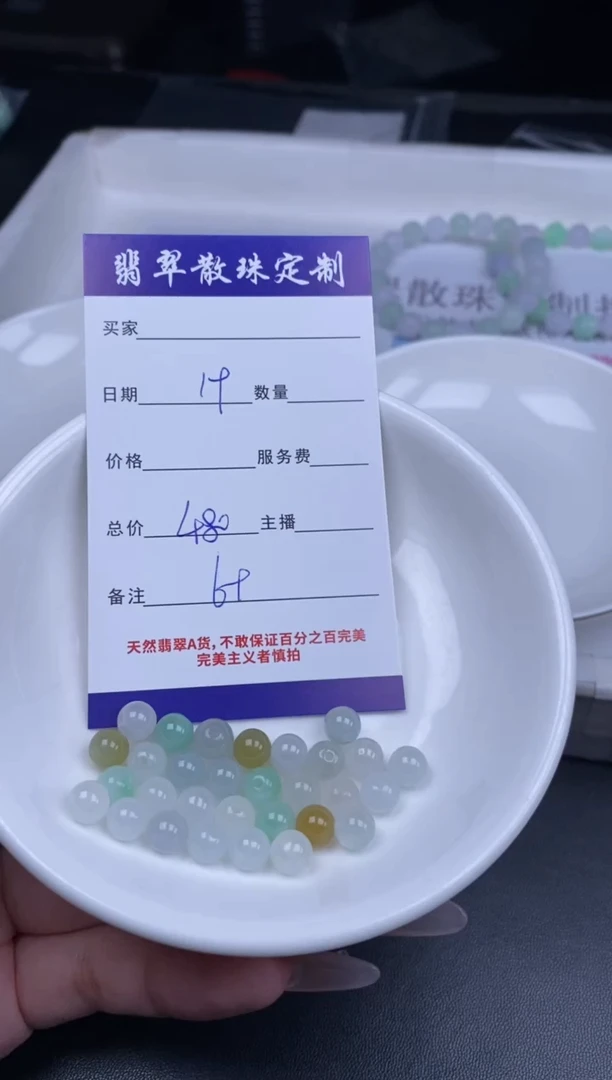 翡翠散珠定制
买家
日期 19 数量
价格 服务费
总价 480 主播
备注
天然翡翠A货，不敢保证百分之百完美
完美主义者慎拍
散珠